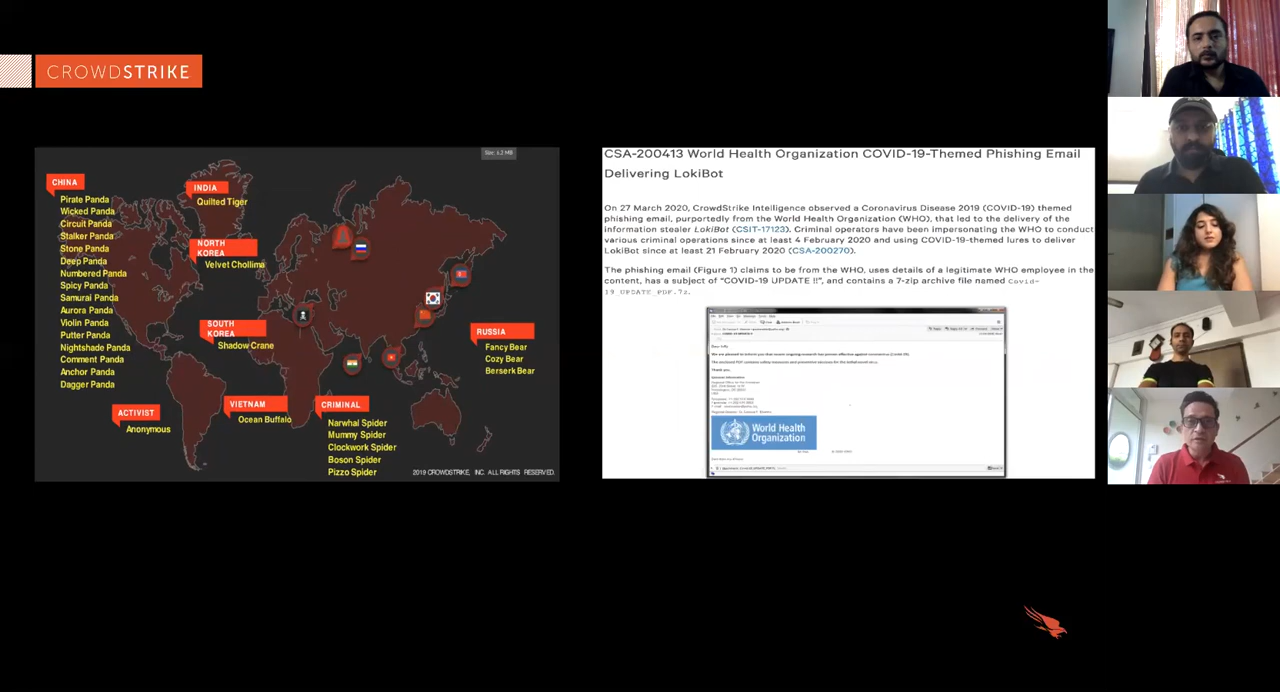 CROWDSTRIKE
Size: 6.2 MB
CHINA
Pirate Panda
Wicked Panda
Circuit Panda
Stalker Panda
Stone Panda
Deep Panda
Numbered Panda
Spicy Panda
Samurai Panda
Aurora Panda
Violin Panda
Putter Panda
Nightshade Panda
Comment Panda
Anchor Panda
Dagger Panda
INDIA
Quilted Tiger
NORTH
KOREA
Velvet Chollima
SOUTH
KOREA
Shadow Crane
RUSSIA
Fancy Bear
Cozy Bear
Berserk Bear
ACTIVIST
Anonymous
VIETNAM
Ocean Buffalo
CRIMINAL
Narwhal Spider
Mummy Spider
Clockwork Spider
Boson Spider
Pizzo Spider
2019 CROWDSTRIKE, INC. ALL RIGHTS RESERVED.
CSA-200413 World Health Organization COVID-19-Themed Phishing Email
Delivering LokiBot
On 27 March 2020, CrowdStrike Intelligence observed a Coronavirus Disease 2019 (COVID-19) themed
phishing email, purportedly from the World Health Organization (WHO), that led to the delivery of the
information stealer LokiBot (CSIT-17123). Criminal operators have been impersonating the WHO to conduct
various criminal operations since at least 4 February 2020 and using COVID-19-themed lures to deliver
LokiBot since at least 21 February 2020 (CSA-200270).
The phishing email (Figure 1) claims to be from the WHO, uses details of a legitimate WHO employee in the
content, has a subject of “COVID-19 UPDATE !!”, and contains a 7-zip archive file named Covid-
19_UPDATE_PDF.7z.
World Health
Organization